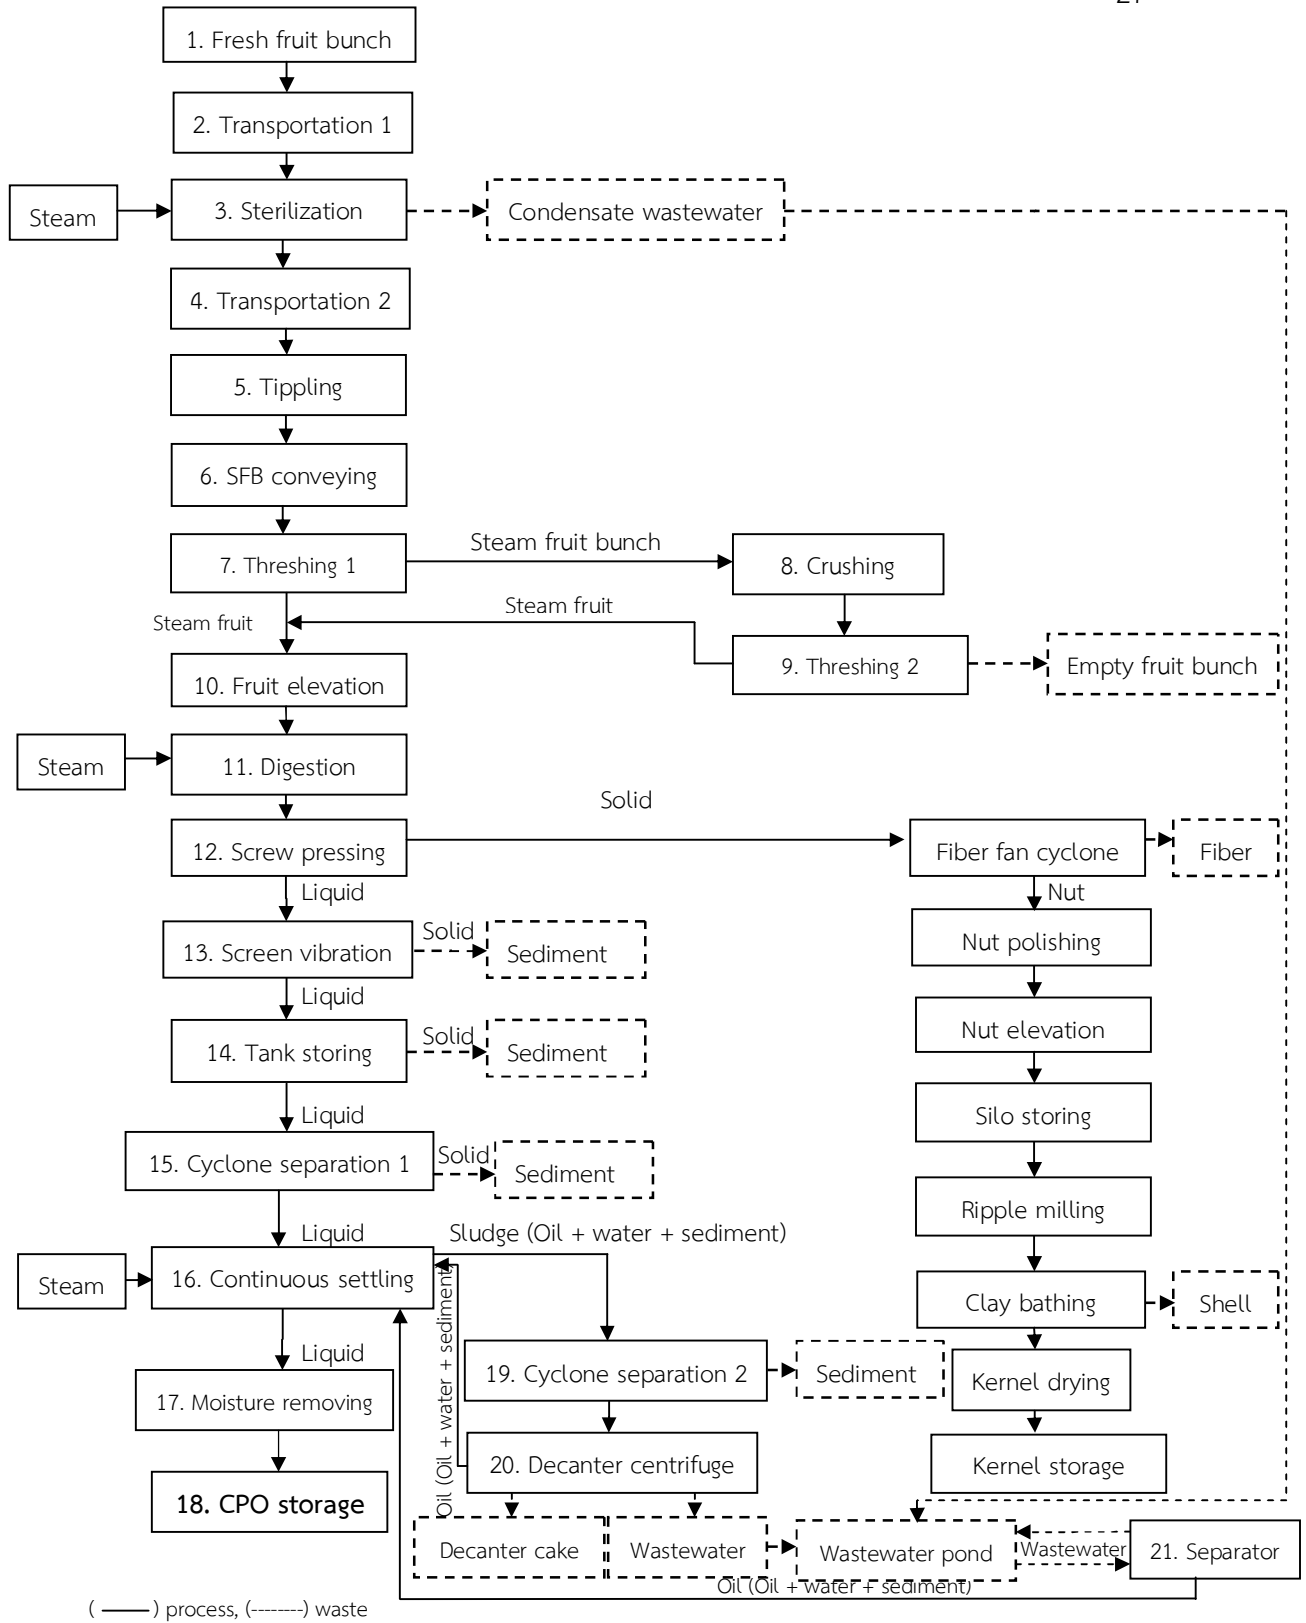 1. Fresh fruit bunch
2. Transportation 1
Steam
3. Sterilization
Condensate wastewater
4. Transportation 2
5. Tippling
6. SFB conveying
7. Threshing 1
Steam fruit bunch
8. Crushing
Steam fruit
Steam fruit
9. Threshing 2
Empty fruit bunch
10. Fruit elevation
Steam
11. Digestion
Solid
12. Screw pressing
Fiber fan cyclone
Fiber
Liquid
Nut
13. Screen vibration
Solid
Sediment
Nut polishing
Liquid
14. Tank storing
Solid
Sediment
Nut elevation
Liquid
Silo storing
15. Cyclone separation 1
Solid
Sediment
Ripple milling
Liquid
Sludge (Oil + water + sediment)
Steam
16. Continuous settling
Oil (Oil + water + sediment)
Clay bathing
Shell
Liquid
19. Cyclone separation 2
Sediment
Kernel drying
17. Moisture removing
20. Decanter centrifuge
Kernel storage
18. CPO storage
Decanter cake
Wastewater
Wastewater pond
Wastewater
21. Separator
Oil (Oil + water + sediment)
( ) process, (--------) waste